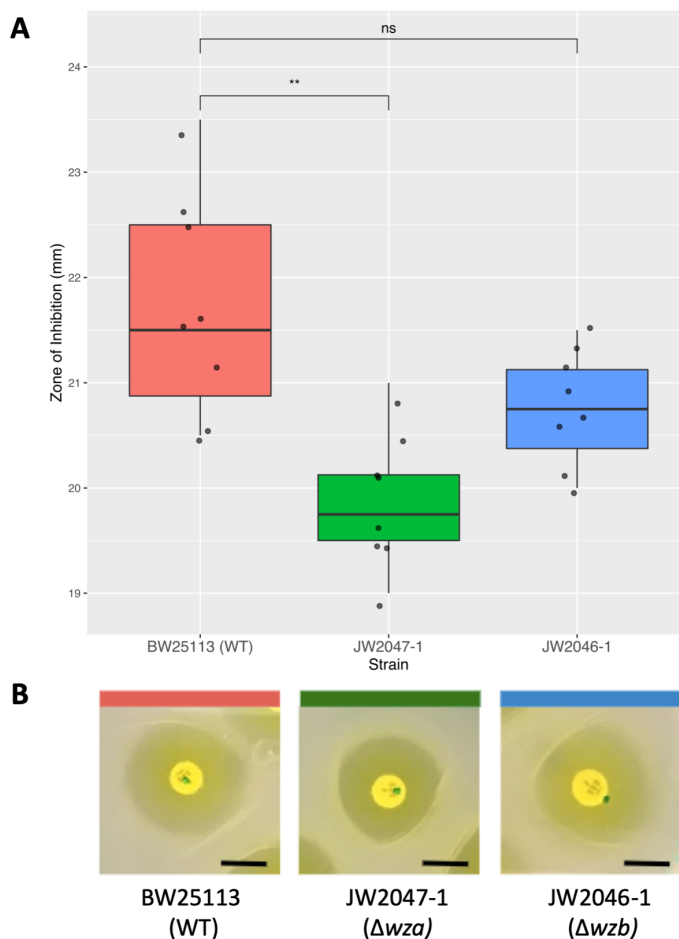 A
ns
**
24
23
22
21
20
19
Zone of Inhibition (mm)
BW25113 (WT) JW2047-1 JW2046-1
Strain
B
BW25113 JW2047-1 JW2046-1
(WT) (Δwza) (Δwzb)